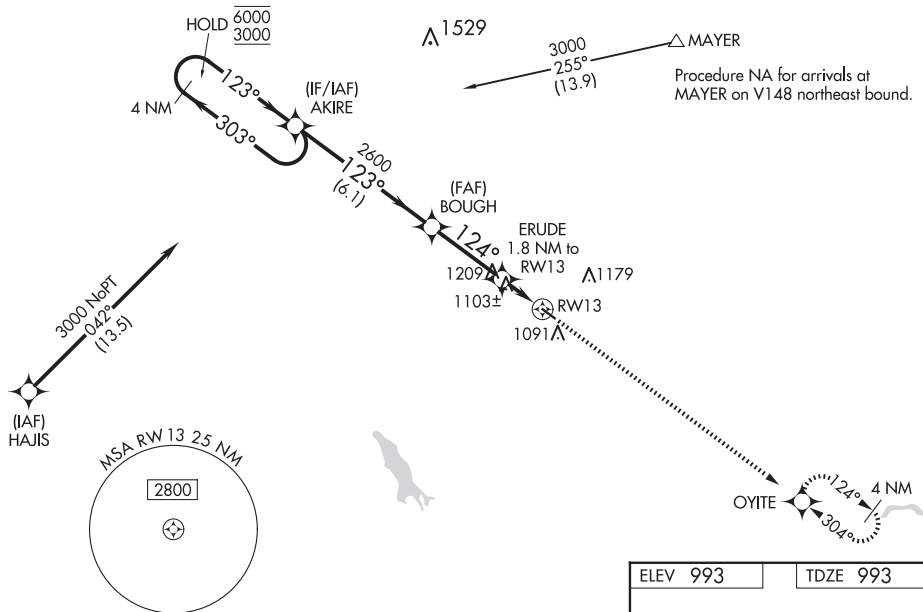 HOLD 6000
3000
1529
3000
255°
(13.9)
MAYER
Procedure NA for arrivals at
MAYER on V148 northeast bound.
123°
4 NM
303°
(IF/IAF)
AKIRE
2600
123°
(6.1)
(FAF)
BOUGH
124°
ERUDE
1.8 NM to
RW13
1209
1103±
1179
RW13
1091
3000 NoPT
042°
(13.5)
(IAF)
HAJIS
MSA RW 13 25 NM
2800
OYITE
124°
4 NM
304°
ELEV 993
TDZE 993